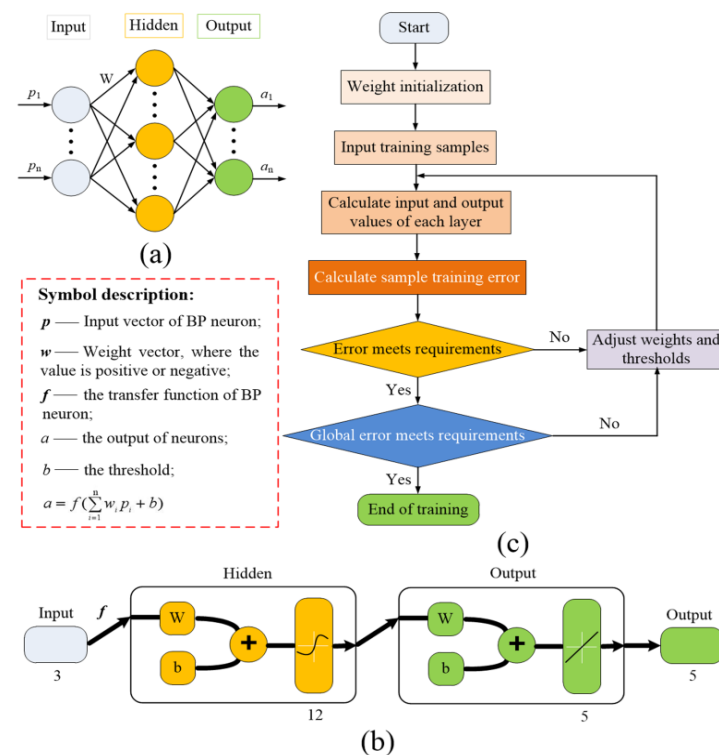 Input
Hidden
Output
W
p1
pn
a1
an
(a)
Symbol description:
p — Input vector of BP neuron;
w — Weight vector, where the
value is positive or negative;
f — the transfer function of BP
neuron;
a — the output of neurons;
b — the threshold;
a = f(∑_{i=1}^{n} w_i p_i + b)
Start
Weight initialization
Input training samples
Calculate input and output
values of each layer
Calculate sample training error
Error meets requirements
No
Adjust weights and
thresholds
Yes
Global error meets requirements
No
Yes
End of training
(c)
Input
f
3
Hidden
W
b
+
12
Output
W
b
+
5
Output
5
(b)